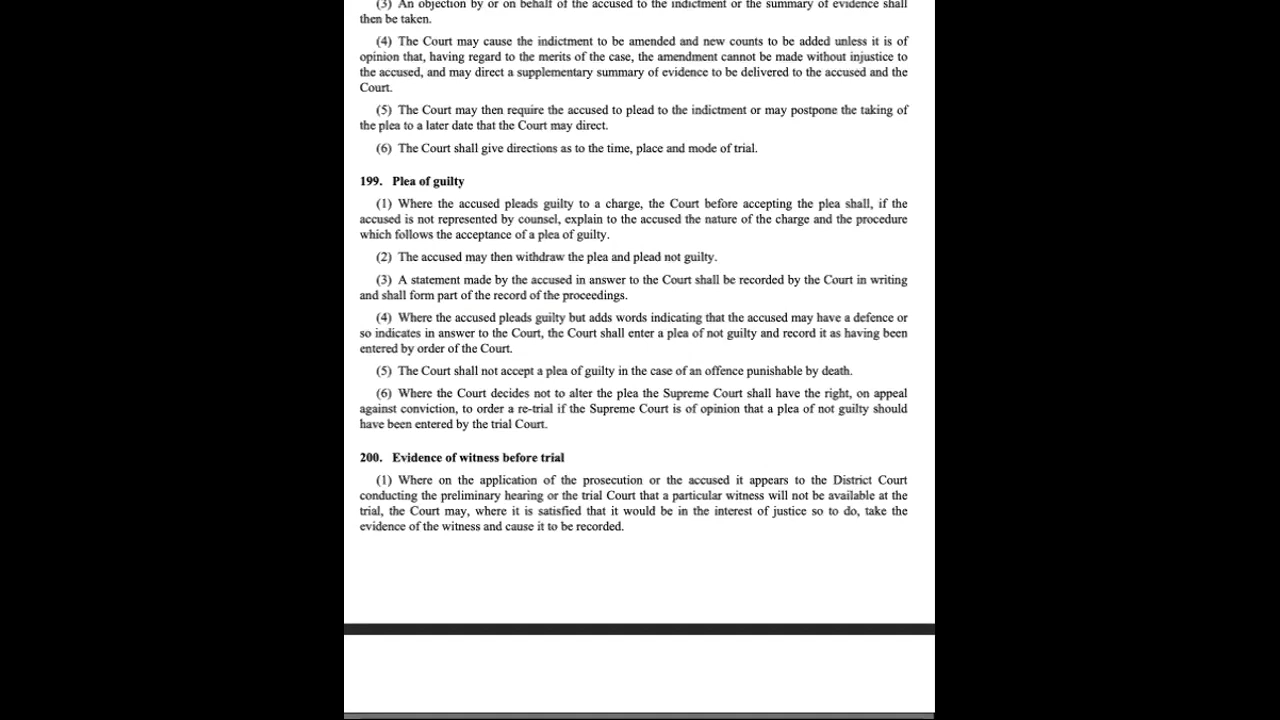 (3) An objection by or on behalf of the accused to the indictment or the summary of evidence shall
then be taken.
(4) The Court may cause the indictment to be amended and new counts to be added unless it is of
opinion that, having regard to the merits of the case, the amendment cannot be made without injustice to
the accused, and may direct a supplementary summary of evidence to be delivered to the accused and the
Court.
(5) The Court may then require the accused to plead to the indictment or may postpone the taking of
the plea to a later date that the Court may direct.
(6) The Court shall give directions as to the time, place and mode of trial.
199. Plea of guilty
(1) Where the accused pleads guilty to a charge, the Court before accepting the plea shall, if the
accused is not represented by counsel, explain to the accused the nature of the charge and the procedure
which follows the acceptance of a plea of guilty.
(2) The accused may then withdraw the plea and plead not guilty.
(3) A statement made by the accused in answer to the Court shall be recorded by the Court in writing
and shall form part of the record of the proceedings.
(4) Where the accused pleads guilty but adds words indicating that the accused may have a defence or
so indicates in answer to the Court, the Court shall enter a plea of not guilty and record it as having been
entered by order of the Court.
(5) The Court shall not accept a plea of guilty in the case of an offence punishable by death.
(6) Where the Court decides not to alter the plea the Supreme Court shall have the right, on appeal
against conviction, to order a re-trial if the Supreme Court is of opinion that a plea of not guilty should
have been entered by the trial Court.
200. Evidence of witness before trial
(1) Where on the application of the prosecution or the accused it appears to the District Court
conducting the preliminary hearing or the trial Court that a particular witness will not be available at the
trial, the Court may, where it is satisfied that it would be in the interest of justice so to do, take the
evidence of the witness and cause it to be recorded.